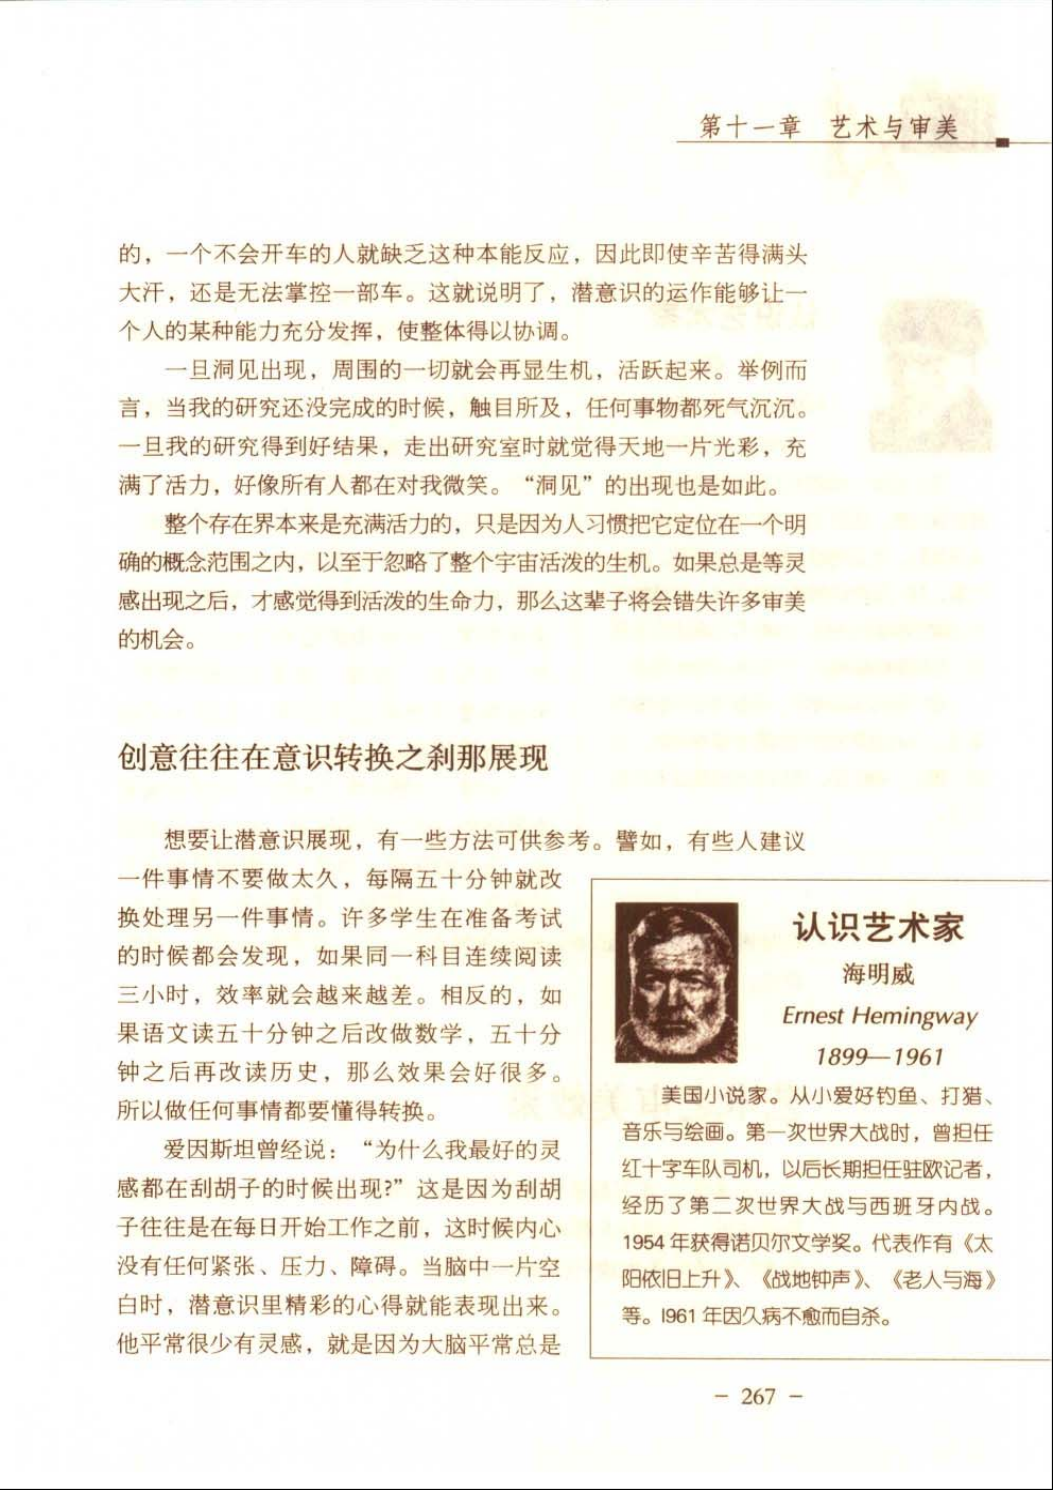 第十一章 艺术与审美
的，一个不会开车的人就缺乏这种本能反应，因此即使辛苦得满头
大汗，还是无法掌控一部车。这就说明了，潜意识的运作能够让一
个人的某种能力充分发挥，使整体得以协调。
一旦洞见出现，周围的一切就会再显生机，活跃起来。举例而
言，当我的研究还没完成的时候，触目所及，任何事物都死气沉沉。
一旦我的研究得到好结果，走出研究室时就觉得天地一片光彩，充
满了活力，好像所有人都在对我微笑。“洞见”的出现也是如此。
整个存在界本来是充满活力的，只是因为人习惯把它定位在一个明
确的概念范围之内，以至于忽略了整个宇宙活泼的生机。如果总是等灵
感出现之后，才感觉得到活泼的生命力，那么这辈子将会错失许多审美
的机会。
创意往往在意识转换之刹那展现
想要让潜意识展现，有一些方法可供参考。譬如，有些人建议
一件事情不要做太久，每隔五十分钟就改
换处理另一件事情。许多学生在准备考试
的时候都会发现，如果同一科目连续阅读
三小时，效率就会越来越差。相反的，如
果语文读五十分钟之后改做数学，五十分
钟之后再改读历史，那么效果会好很多。
所以做任何事情都要懂得转换。
爱因斯坦曾经说：“为什么我最好的灵
感都在刮胡子的时候出现?”这是因为刮胡
子往往是在每日开始工作之前，这时候内心
没有任何紧张、压力、障碍。当脑中一片空
白时，潜意识里精彩的心得就能表现出来。
他平常很少有灵感，就是因为大脑平常总是
认识艺术家
海明威
Ernest Hemingway
1899—1961
美国小说家。从小爱好钓鱼、打猎、
音乐与绘画。第一次世界大战时，曾担任
红十字车队司机，以后长期担任驻欧记者，
经历了第二次世界大战与西班牙内战。
1954年获得诺贝尔文学奖。代表作有《太
阳依旧上升》、《战地钟声》、《老人与海》
等。1961年因久病不愈而自杀。
- 267 -